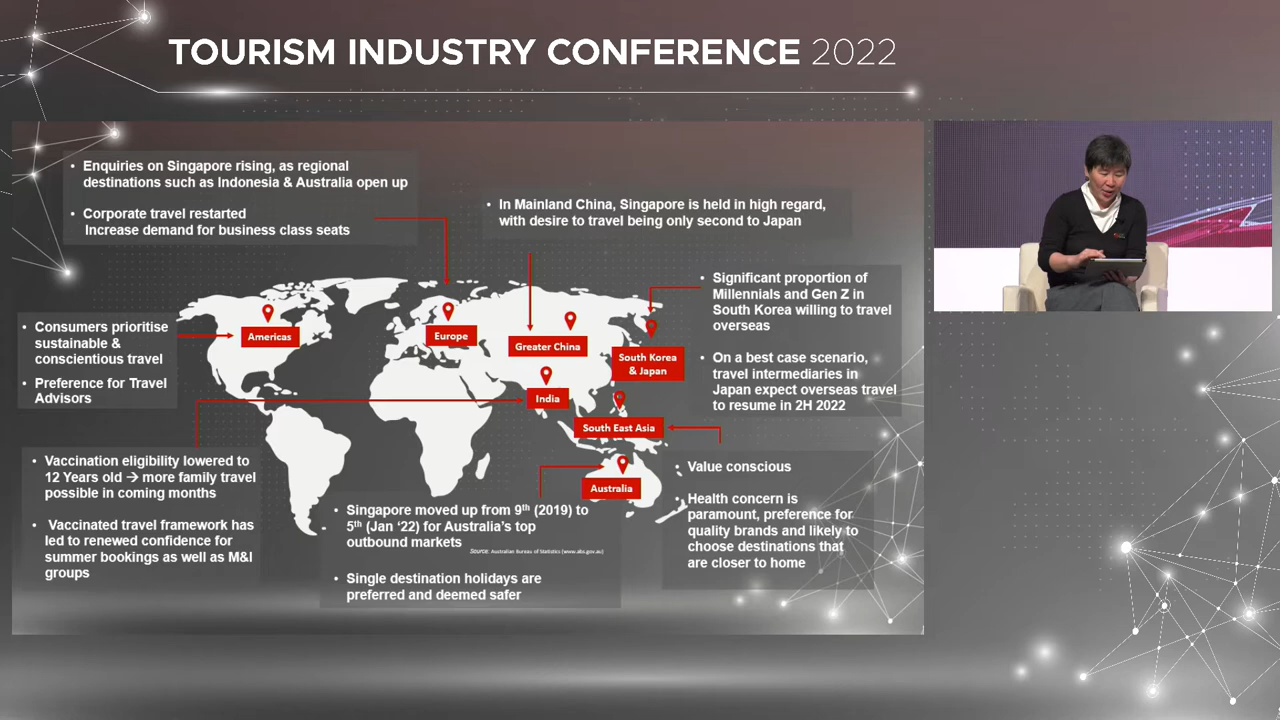 TOURISM INDUSTRY CONFERENCE 2022
• Enquiries on Singapore rising, as regional
destinations such as Indonesia & Australia open up
• Corporate travel restarted
Increase demand for business class seats
• In Mainland China, Singapore is held in high regard,
with desire to travel being only second to Japan
• Significant proportion of
Millennials and Gen Z in
South Korea willing to travel
overseas
• On a best case scenario,
travel intermediaries in
Japan expect overseas travel
to resume in 2H 2022
• Consumers prioritise
sustainable &
conscientious travel
• Preference for Travel
Advisors
Americas
Europe
Greater China
South Korea
& Japan
India
South East Asia
Australia
• Vaccination eligibility lowered to
12 Years old → more family travel
possible in coming months
• Vaccinated travel framework has
led to renewed confidence for
summer bookings as well as M&I
groups
• Singapore moved up from 9th (2019) to
5th (Jan ‘22) for Australia’s top
outbound markets
Source: Australian Bureau of Statistics (www.abs.gov.au)
• Single destination holidays are
preferred and deemed safer
• Value conscious
• Health concern is
paramount, preference for
quality brands and likely to
choose destinations that
are closer to home